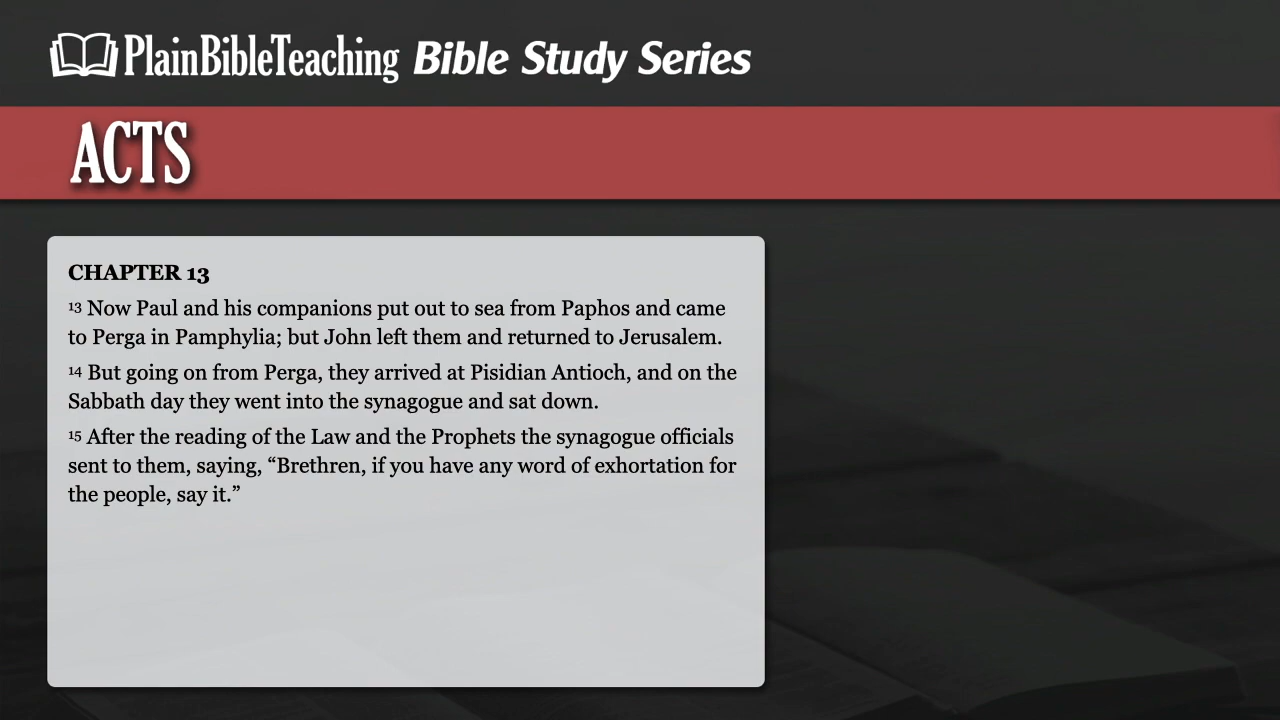 PlainBibleTeaching Bible Study Series
ACTS
CHAPTER 13
13 Now Paul and his companions put out to sea from Paphos and came
to Perga in Pamphylia; but John left them and returned to Jerusalem.
14 But going on from Perga, they arrived at Pisidian Antioch, and on the
Sabbath day they went into the synagogue and sat down.
15 After the reading of the Law and the Prophets the synagogue officials
sent to them, saying, “Brethren, if you have any word of exhortation for
the people, say it.”